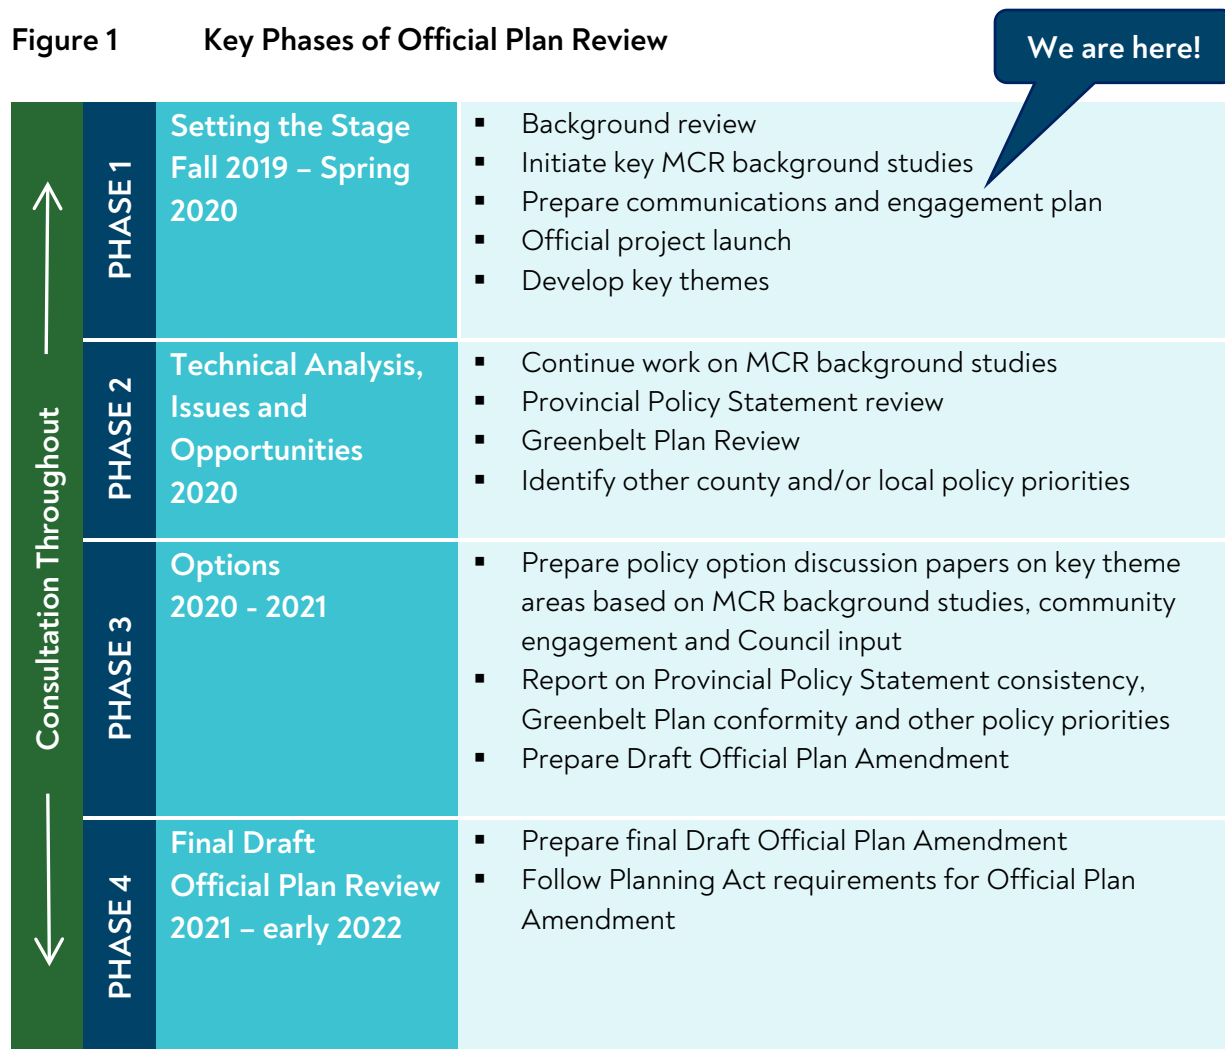 Figure 1 Key Phases of Official Plan Review
We are here!
Consultation Throughout
PHASE 1
Setting the Stage
Fall 2019 – Spring
2020
▪ Background review
▪ Initiate key MCR background studies
▪ Prepare communications and engagement plan
▪ Official project launch
▪ Develop key themes
PHASE 2
Technical Analysis,
Issues and
Opportunities
2020
▪ Continue work on MCR background studies
▪ Provincial Policy Statement review
▪ Greenbelt Plan Review
▪ Identify other county and/or local policy priorities
PHASE 3
Options
2020 - 2021
▪ Prepare policy option discussion papers on key theme
areas based on MCR background studies, community
engagement and Council input
▪ Report on Provincial Policy Statement consistency,
Greenbelt Plan conformity and other policy priorities
▪ Prepare Draft Official Plan Amendment
PHASE 4
Final Draft
Official Plan Review
2021 – early 2022
▪ Prepare final Draft Official Plan Amendment
▪ Follow Planning Act requirements for Official Plan
Amendment